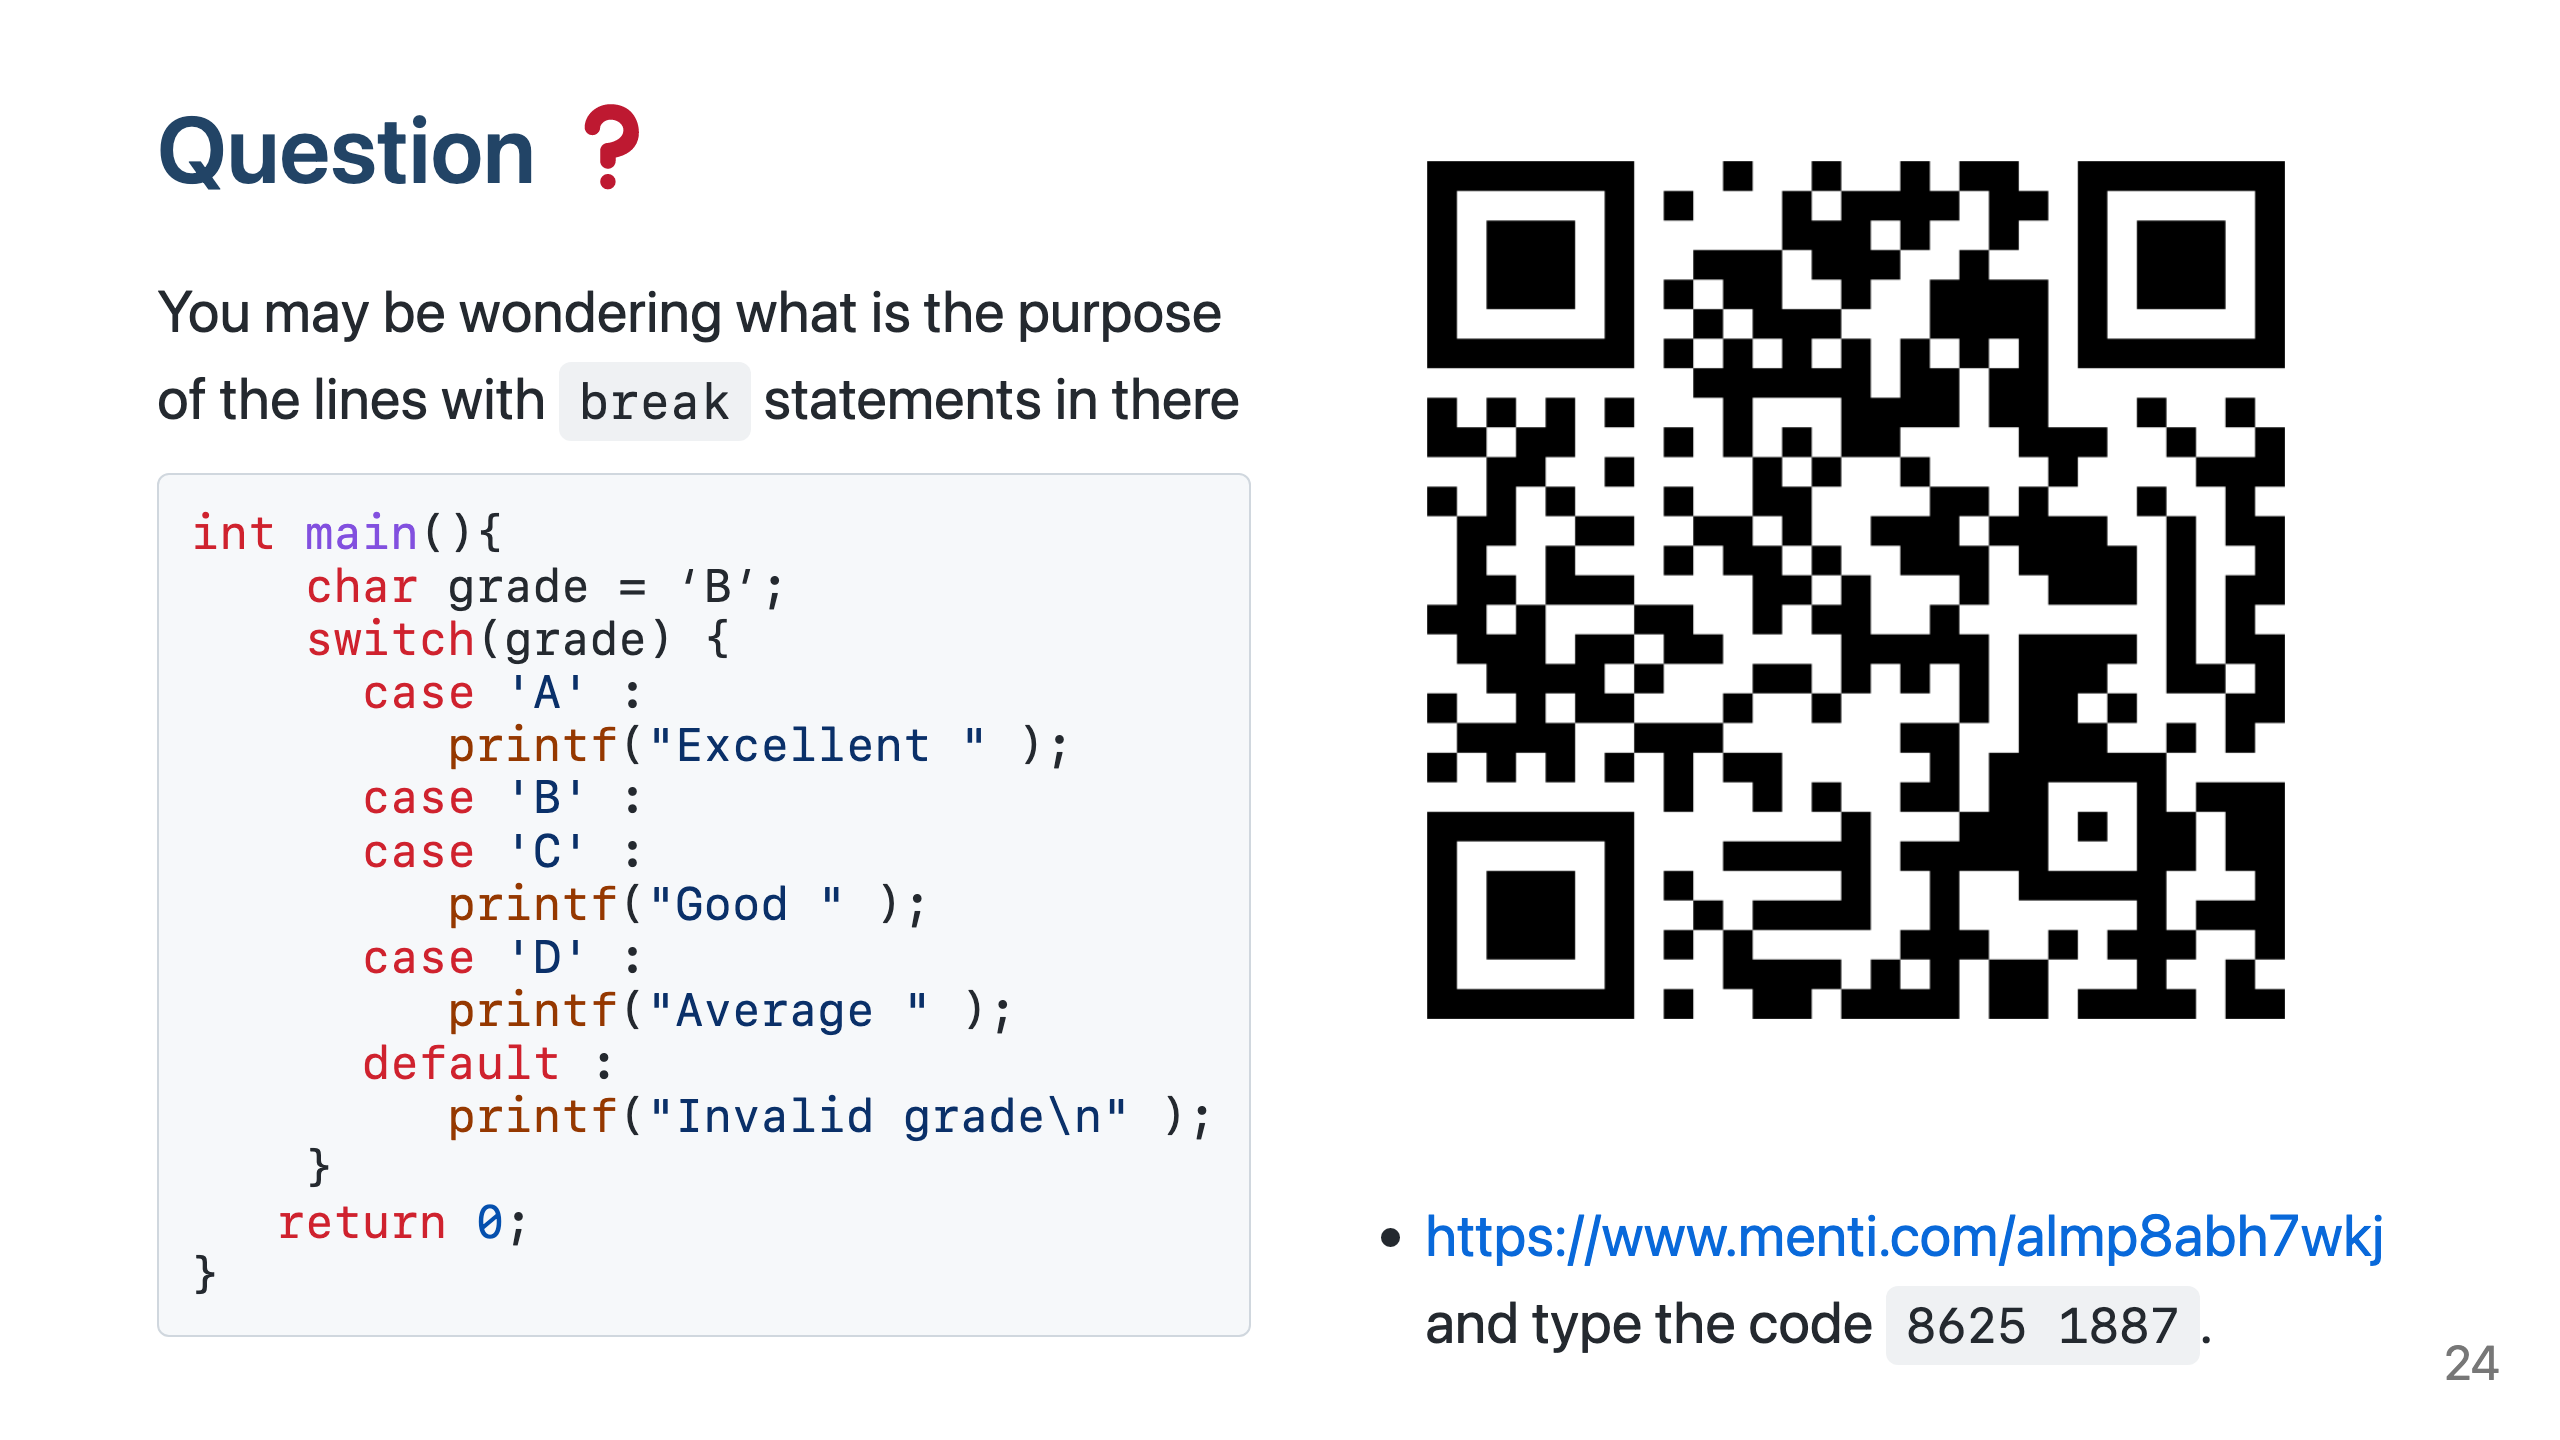 Question ❓
You may be wondering what is the purpose
of the lines with break statements in there
int main(){
    char grade = ‘B’;
    switch(grade) {
      case 'A' :
         printf("Excellent " );
      case 'B' :
      case 'C' :
         printf("Good " );
      case 'D' :
         printf("Average " );
      default :
         printf("Invalid grade\n" );
    }
   return 0;
}
• https://www.menti.com/almp8abh7wkj
and type the code 8625 1887 .
24